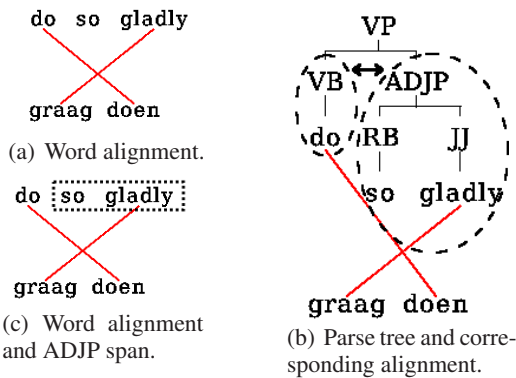 do so gladly
graag doen
(a) Word alignment.
do so gladly
graag doen
(c) Word alignment
and ADJP span.
VP
VB ADJP
do RB JJ
so gladly
graag doen
(b) Parse tree and corre-
sponding alignment.